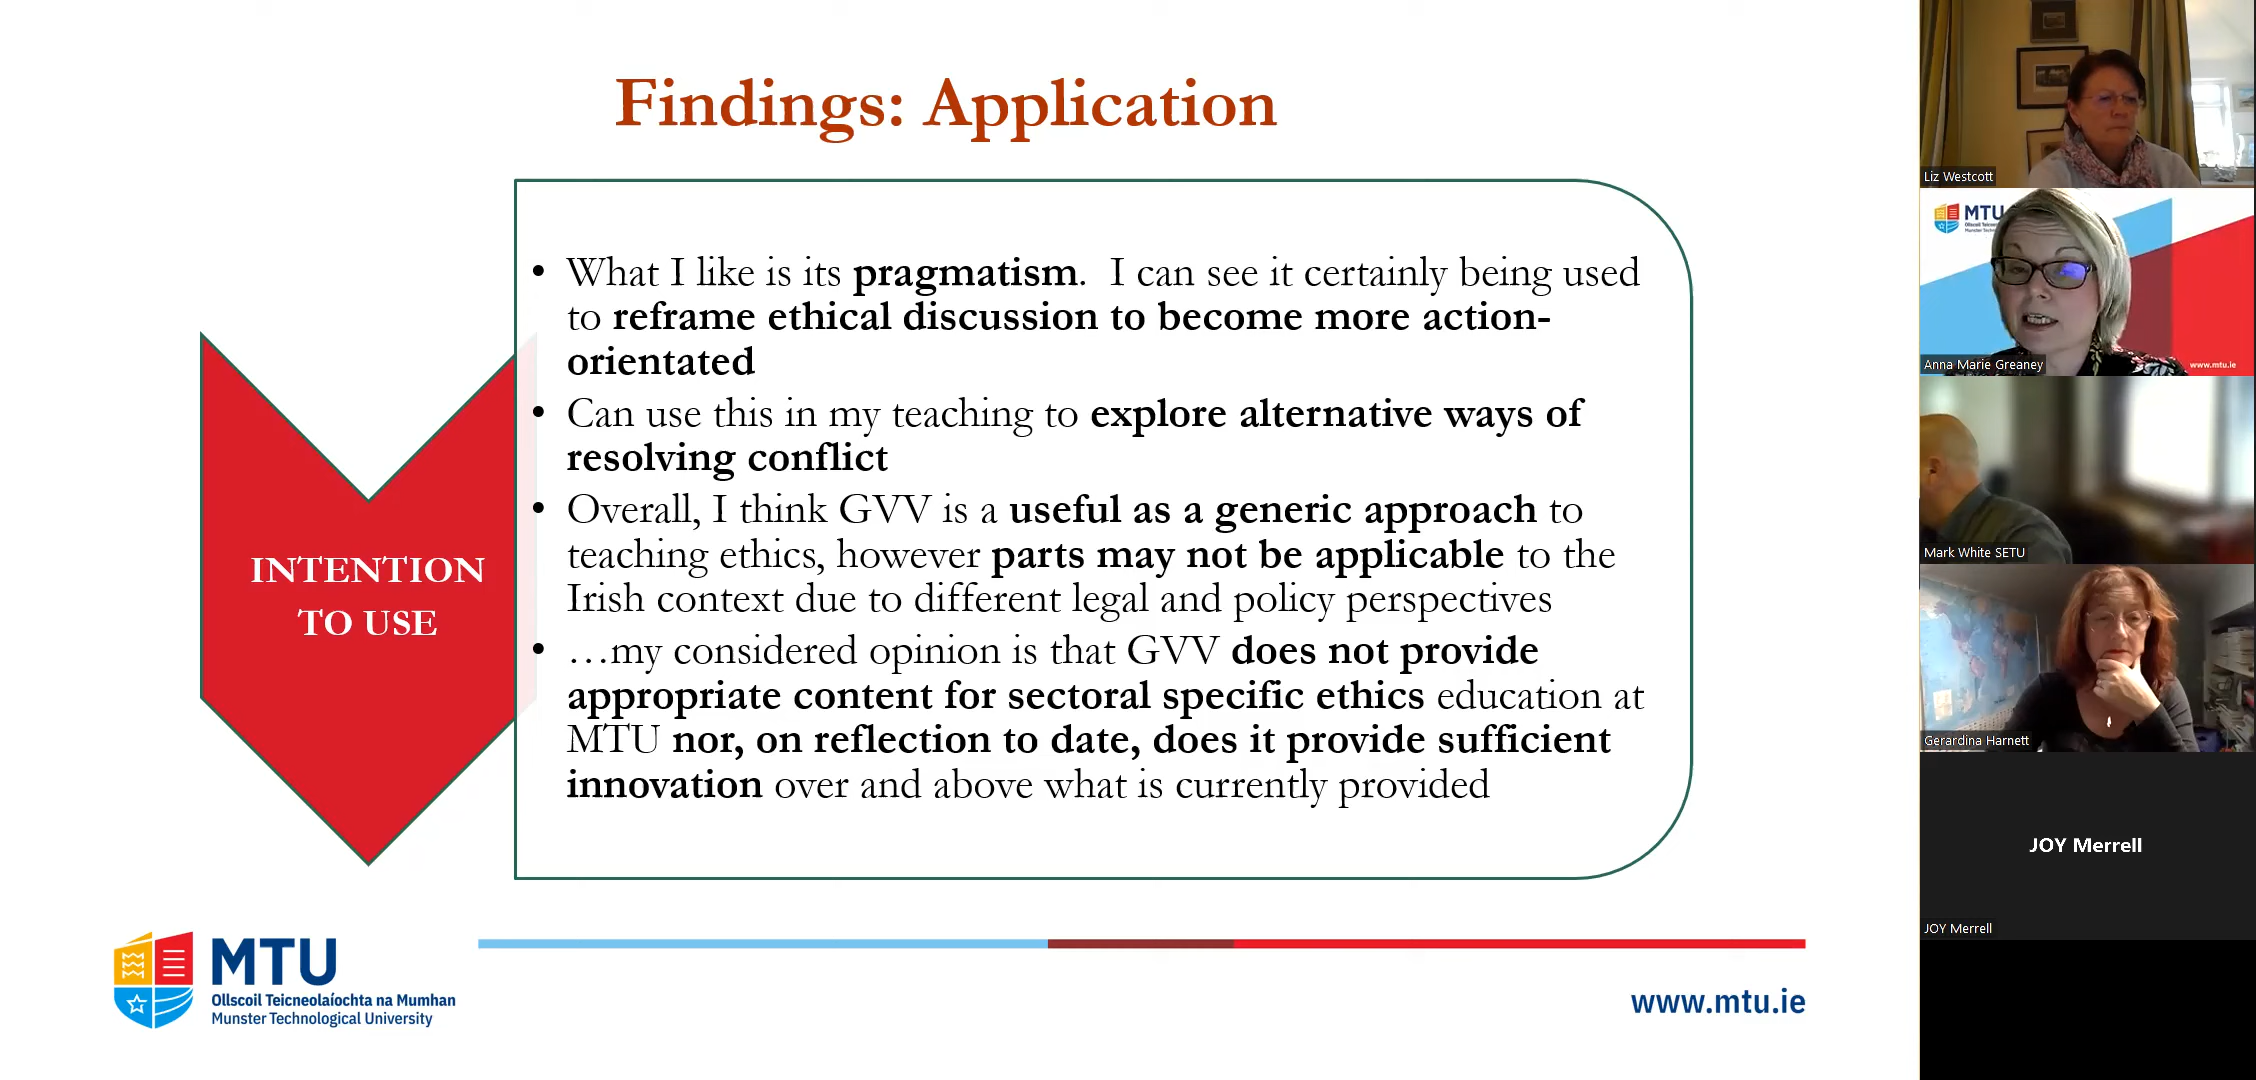 Findings: Application
INTENTION
TO USE
• What I like is its pragmatism.  I can see it certainly being used
to reframe ethical discussion to become more action-
orientated
• Can use this in my teaching to explore alternative ways of
resolving conflict
• Overall, I think GVV is a useful as a generic approach to
teaching ethics, however parts may not be applicable to the
Irish context due to different legal and policy perspectives
• …my considered opinion is that GVV does not provide
appropriate content for sectoral specific ethics education at
MTU nor, on reflection to date, does it provide sufficient
innovation over and above what is currently provided
MTU
Ollscoil Teicneolaíochta na Mumhan
Munster Technological University
www.mtu.ie
Liz Westcott
MTU
www.mtu.ie
Anna Marie Greaney
Mark White SETU
Gerardina Harnett
JOY Merrell
JOY Merrell